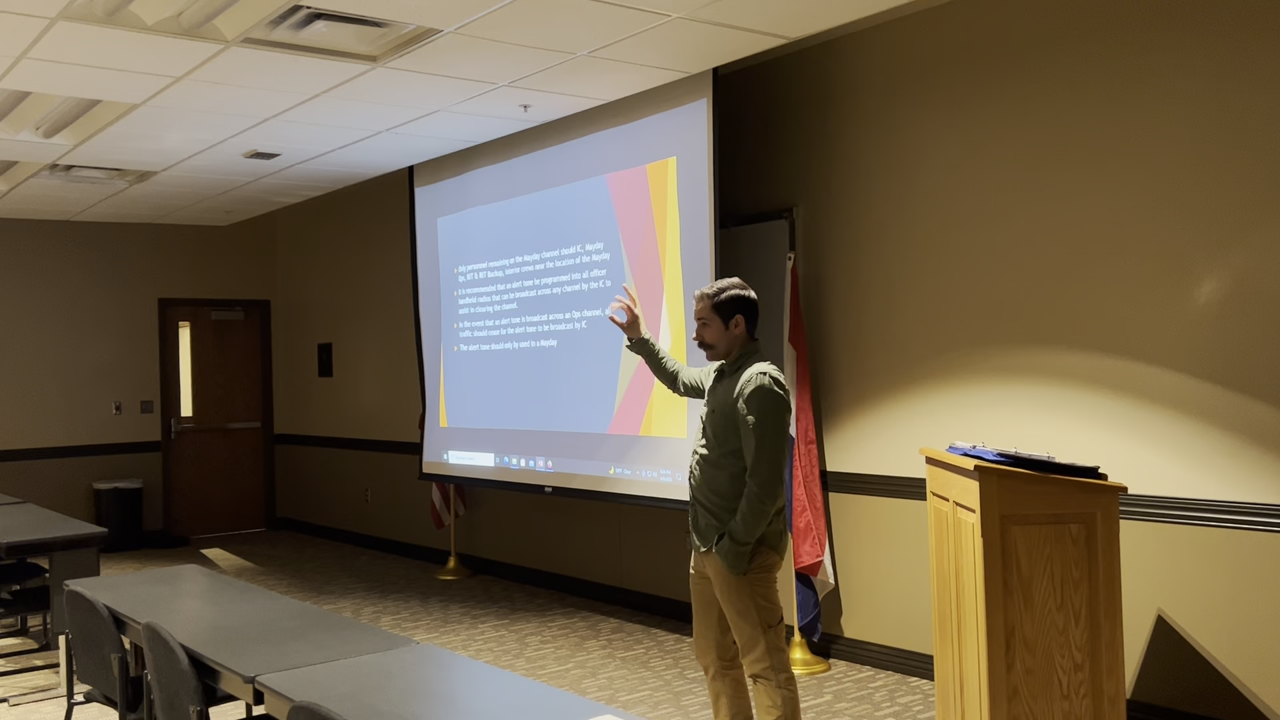 Only personnel remaining on the Mayday channel should IC, Mayday
Ops, RIT & RIT Backup, interior crews near the location of the Mayday
It is recommended that an alert tone be programmed into all officer
handheld radios that can be broadcast across any channel by the IC to
assist in clearing the channel.
In the event that an alert tone is broadcast across an Ops channel,
traffic should cease for the alert tone to be broadcast by IC
The alert tone should only be used in a Mayday